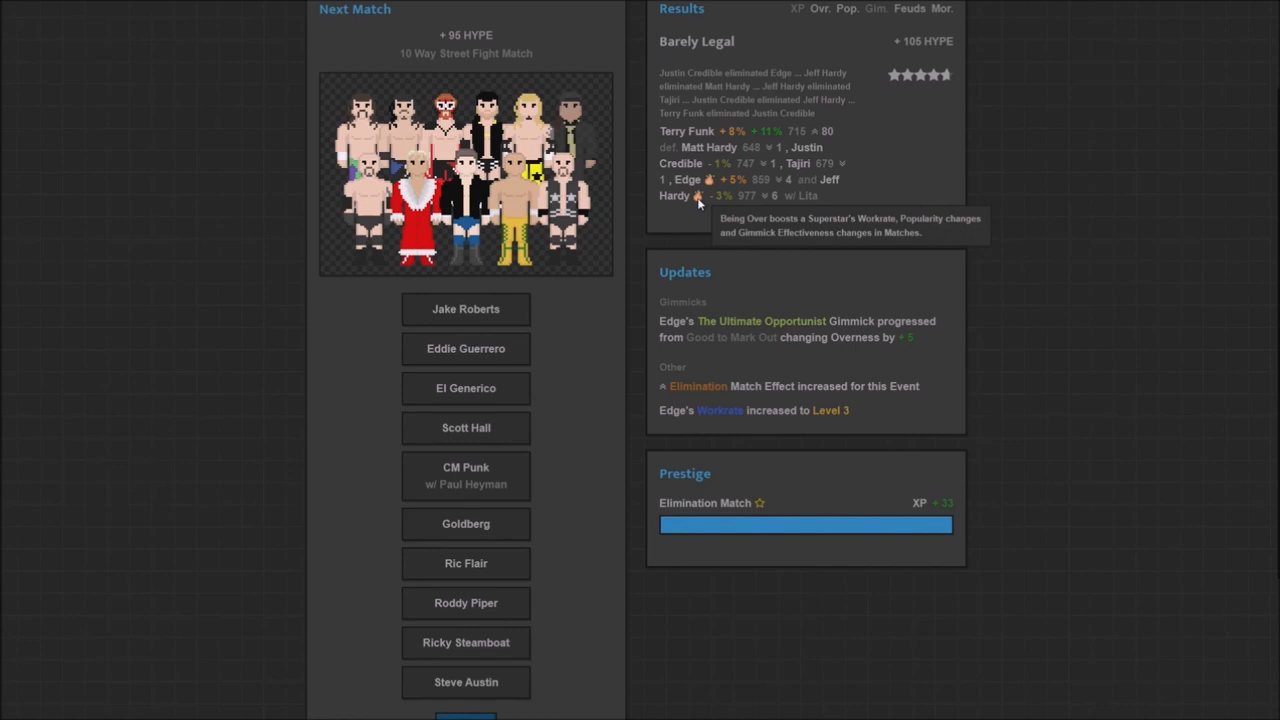 Next Match
+ 95 HYPE
10 Way Street Fight Match
Jake Roberts
Eddie Guerrero
El Generico
Scott Hall
CM Punk
w/ Paul Heyman
Goldberg
Ric Flair
Roddy Piper
Ricky Steamboat
Steve Austin
Results XP Ovr. Pop. Gim. Feuds Mor.
Barely Legal + 105 HYPE
Justin Credible eliminated Edge ... Jeff Hardy
eliminated Matt Hardy ... Jeff Hardy eliminated
Tajiri ... Justin Credible eliminated Jeff Hardy ...
Terry Funk eliminated Justin Credible
Terry Funk + 8% + 11% 715 80
def. Matt Hardy 648 1 , Justin
Credible - 1% 747 1 , Tajiri 679
1 , Edge + 5% 859 4 and Jeff
Hardy - 3% 977 6 w/ Lita
Being Over boosts a Superstar's Workrate, Popularity changes
and Gimmick Effectiveness changes in Matches.
Updates
Gimmicks
Edge's The Ultimate Opportunist Gimmick progressed
from Good to Mark Out changing Overness by + 5
Other
Elimination Match Effect increased for this Event
Edge's Workrate increased to Level 3
Prestige
Elimination Match XP + 33